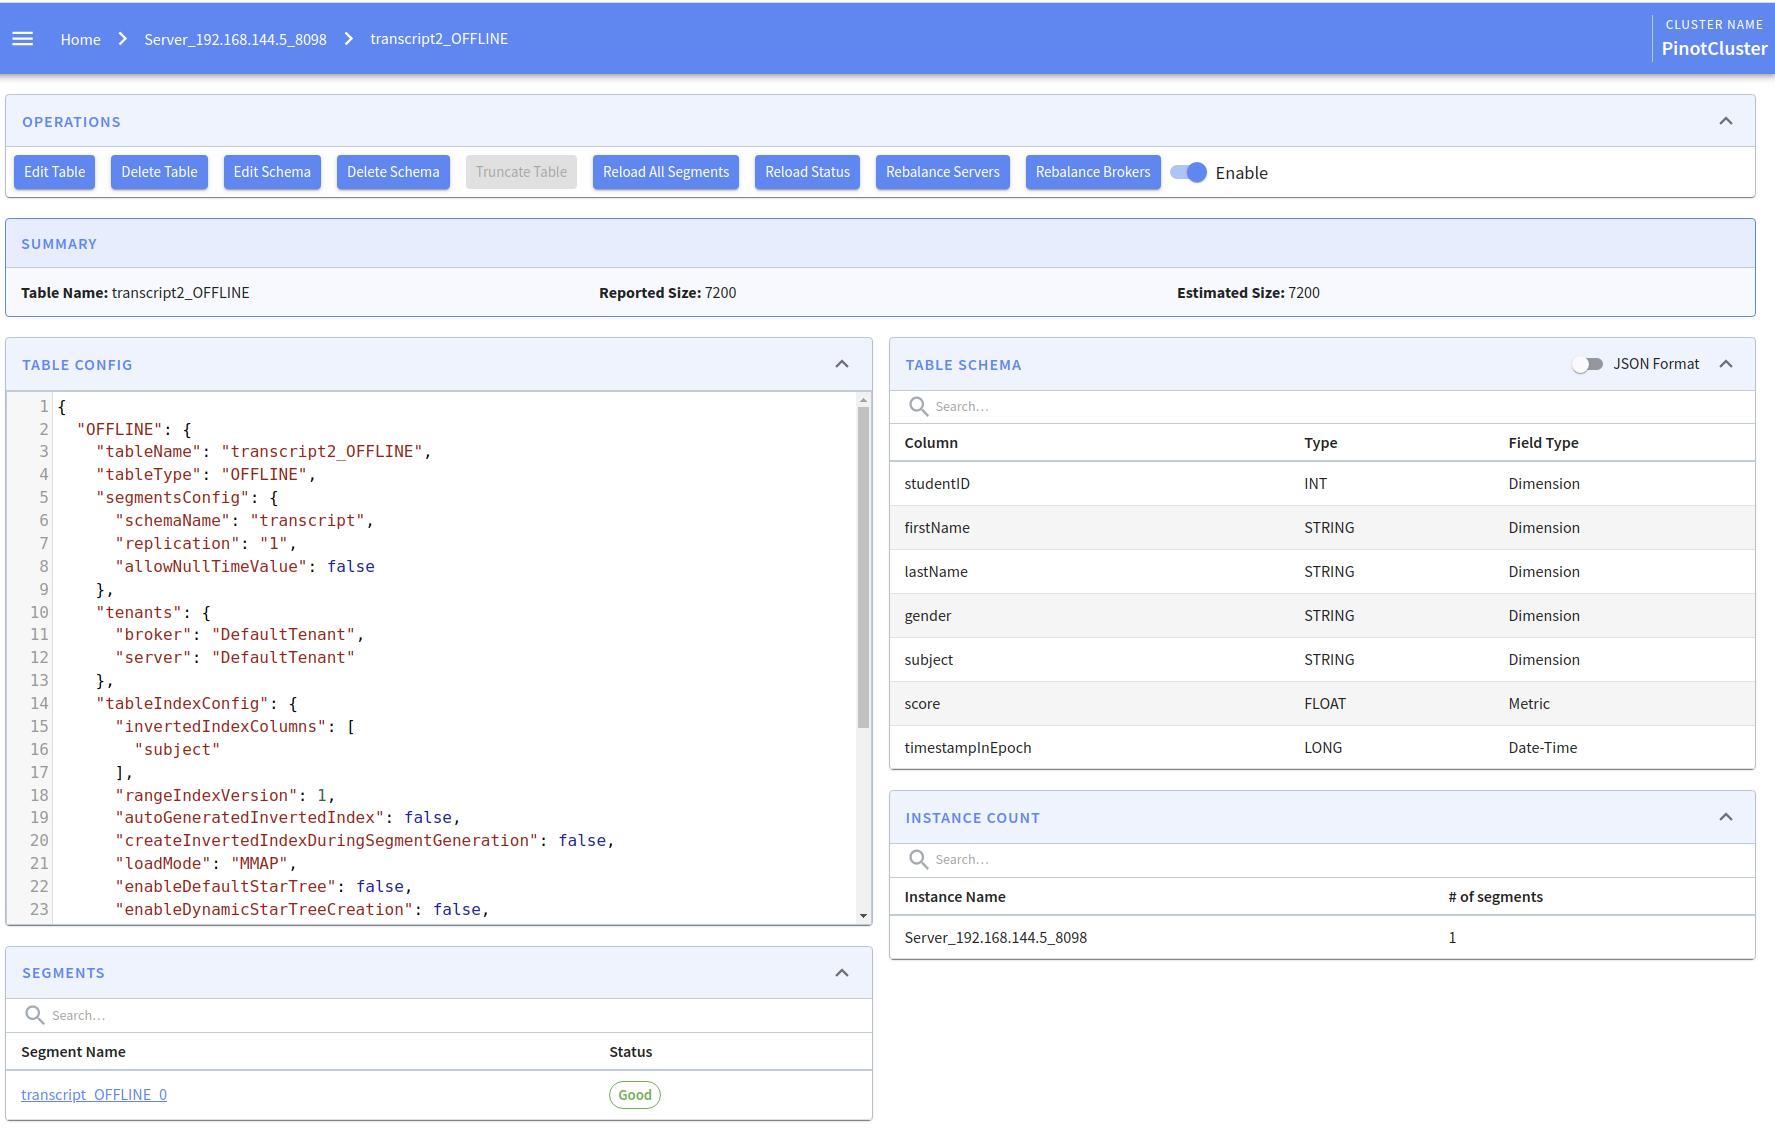 Home > Server_192.168.144.5_8098 > transcript2_OFFLINE
CLUSTER NAME
PinotCluster
OPERATIONS
Edit Table Delete Table Edit Schema Delete Schema Truncate Table Reload All Segments Reload Status Rebalance Servers Rebalance Brokers Enable
SUMMARY
Table Name: transcript2_OFFLINE Reported Size: 7200 Estimated Size: 7200
TABLE CONFIG
1 {
2 "OFFLINE": {
3 "tableName": "transcript2_OFFLINE",
4 "tableType": "OFFLINE",
5 "segmentsConfig": {
6 "schemaName": "transcript",
7 "replication": "1",
8 "allowNullTimeValue": false
9 },
10 "tenants": {
11 "broker": "DefaultTenant",
12 "server": "DefaultTenant"
13 },
14 "tableIndexConfig": {
15 "invertedIndexColumns": [
16 "subject"
17 ],
18 "rangeIndexVersion": 1,
19 "autoGeneratedInvertedIndex": false,
20 "createInvertedIndexDuringSegmentGeneration": false,
21 "loadMode": "MMAP",
22 "enableDefaultStarTree": false,
23 "enableDynamicStarTreeCreation": false,
SEGMENTS
Search...
Segment Name Status
transcript_OFFLINE_0 Good
TABLE SCHEMA JSON Format
Search...
Column Type Field Type
studentID INT Dimension
firstName STRING Dimension
lastName STRING Dimension
gender STRING Dimension
subject STRING Dimension
score FLOAT Metric
timestampInEpoch LONG Date-Time
INSTANCE COUNT
Search...
Instance Name # of segments
Server_192.168.144.5_8098 1